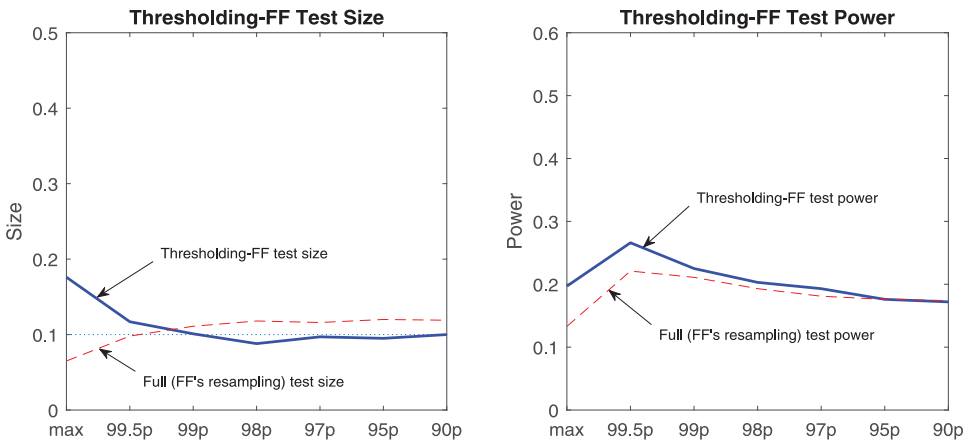 Thresholding-FF Test Size
0.5
0.4
0.3
0.2
0.1
0
Size
Thresholding-FF test size
Full (FF's resampling) test size
max 99.5p 99p 98p 97p 95p 90p
Thresholding-FF Test Power
0.6
0.5
0.4
0.3
0.2
0.1
0
Power
Thresholding-FF test power
Full (FF's resampling) test power
max 99.5p 99p 98p 97p 95p 90p